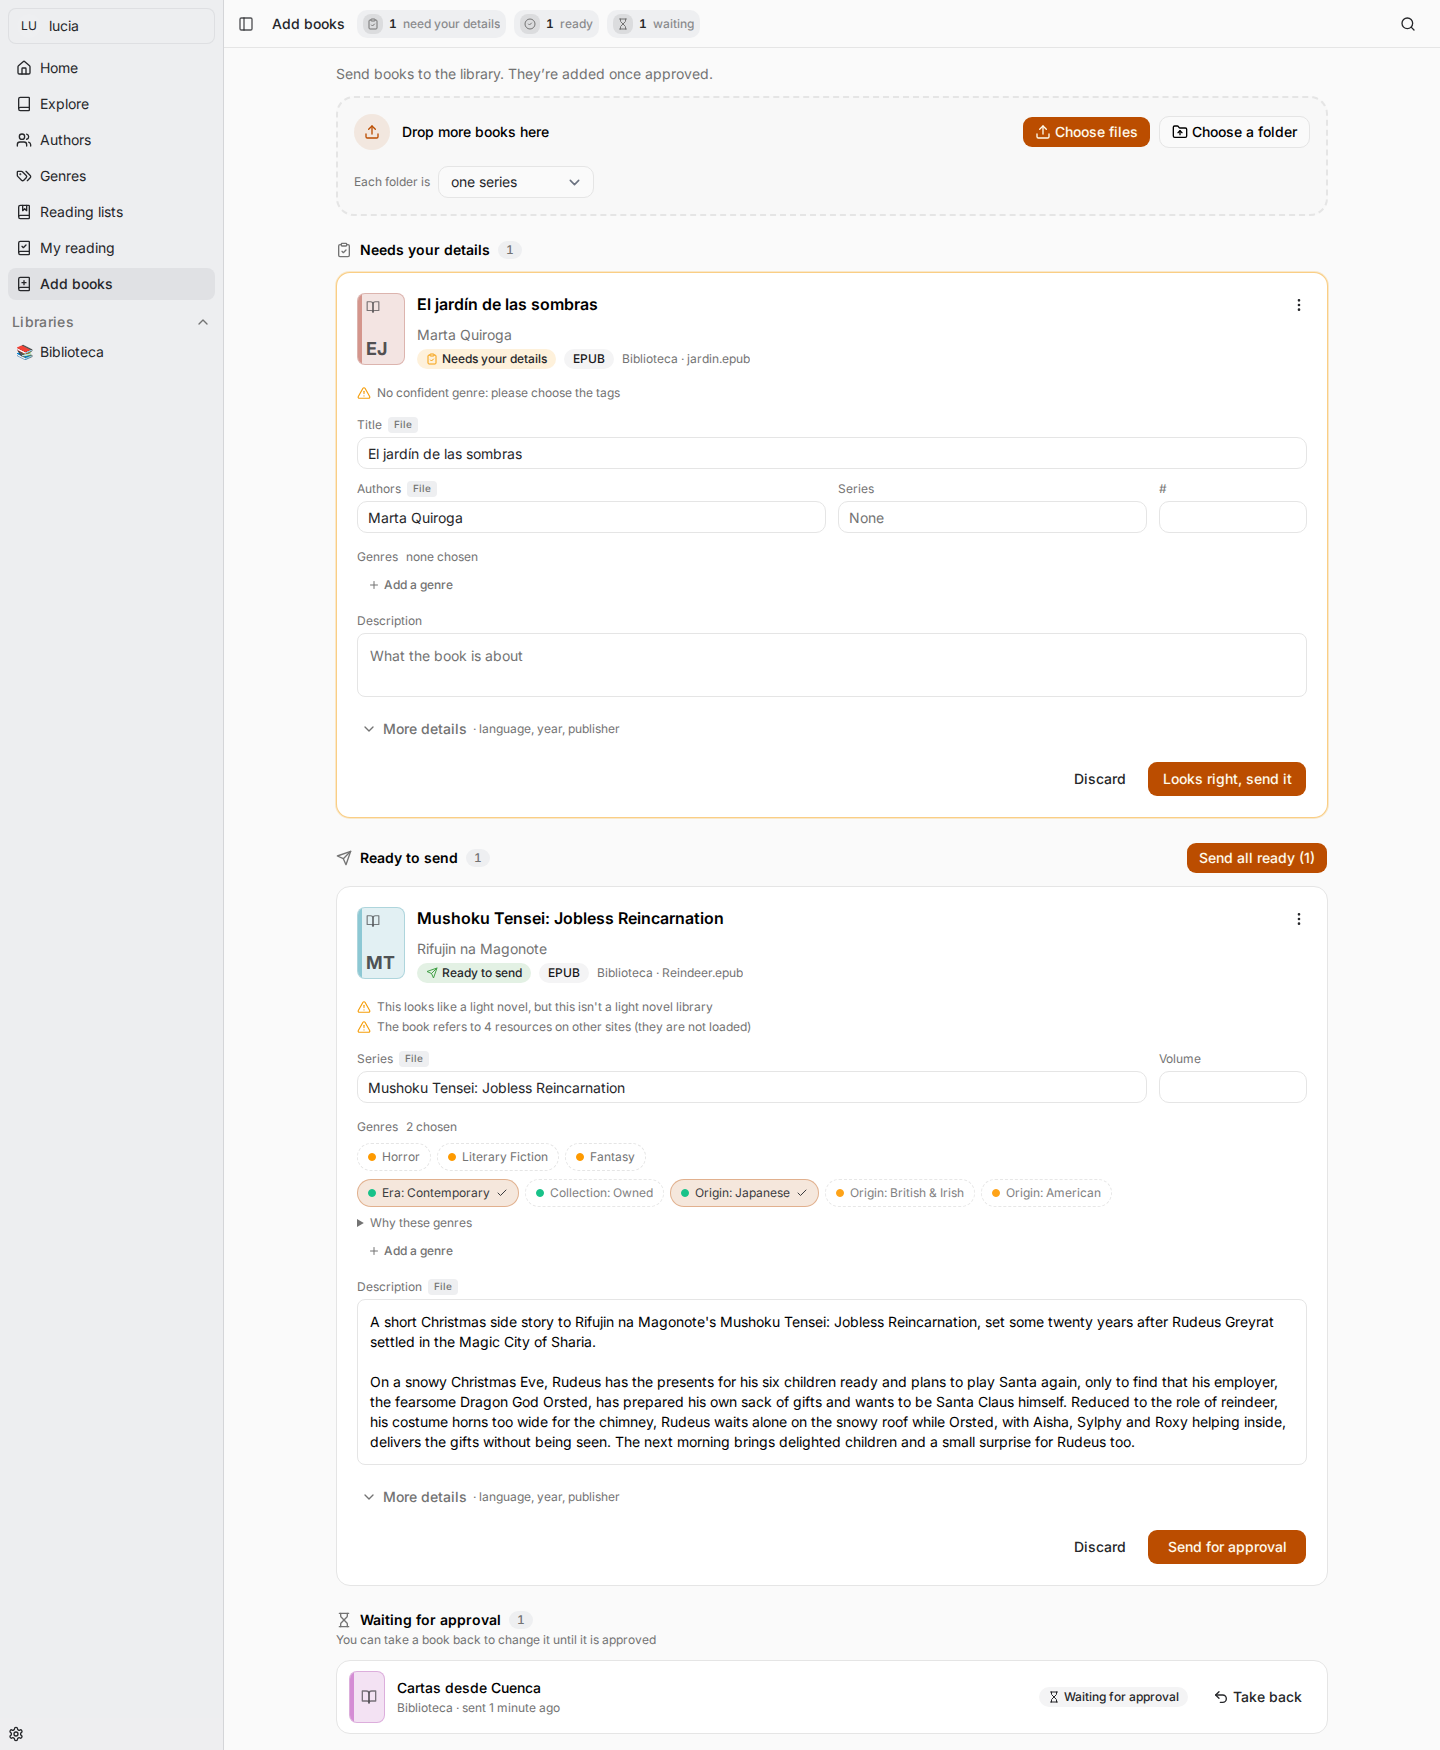 LU lucia
Home
Explore
Authors
Genres
Reading lists
My reading
Add books
Libraries
Biblioteca
Add books 1 need your details 1 ready 1 waiting
Send books to the library. They’re added once approved.
Drop more books here
Choose files
Choose a folder
Each folder is one series
Needs your details 1
EJ
El jardín de las sombras
Marta Quiroga
Needs your details EPUB Biblioteca · jardin.epub
No confident genre: please choose the tags
Title File
El jardín de las sombras
Authors File
Series
#
Marta Quiroga
None
Genres none chosen
+ Add a genre
Description
What the book is about
More details · language, year, publisher
Discard
Looks right, send it
Ready to send 1
Send all ready (1)
MT
Mushoku Tensei: Jobless Reincarnation
Rifujin na Magonote
Ready to send EPUB Biblioteca · Reindeer.epub
This looks like a light novel, but this isn't a light novel library
The book refers to 4 resources on other sites (they are not loaded)
Series File
Volume
Mushoku Tensei: Jobless Reincarnation
Genres 2 chosen
Horror Literary Fiction Fantasy
Era: Contemporary Collection: Owned Origin: Japanese Origin: British & Irish Origin: American
Why these genres
+ Add a genre
Description File
A short Christmas side story to Rifujin na Magonote's Mushoku Tensei: Jobless Reincarnation, set some twenty years after Rudeus Greyrat
settled in the Magic City of Sharia.
On a snowy Christmas Eve, Rudeus has the presents for his six children ready and plans to play Santa again, only to find that his employer,
the fearsome Dragon God Orsted, has prepared his own sack of gifts and wants to be Santa Claus himself. Reduced to the role of reindeer,
his costume horns too wide for the chimney, Rudeus waits alone on the snowy roof while Orsted, with Aisha, Sylphy and Roxy helping inside,
delivers the gifts without being seen. The next morning brings delighted children and a small surprise for Rudeus too.
More details · language, year, publisher
Discard
Send for approval
Waiting for approval 1
You can take a book back to change it until it is approved
Cartas desde Cuenca
Biblioteca · sent 1 minute ago
Waiting for approval
Take back